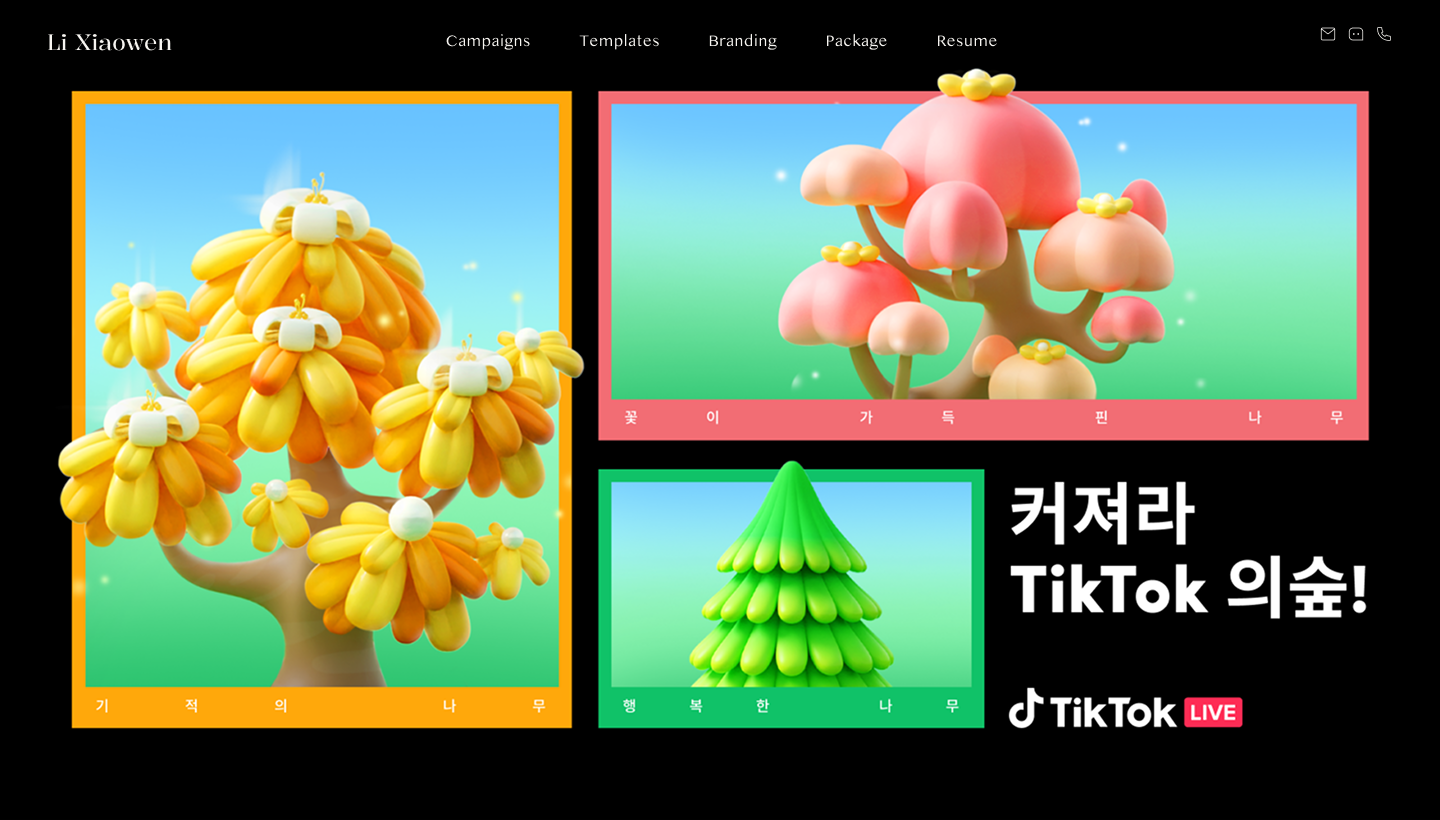 Li Xiaowen
Campaigns Templates Branding Package Resume
기적의 나무
꽃이 가득 핀 나무
행복한 나무
커져라
TikTok 의숲!
TikTok LIVE